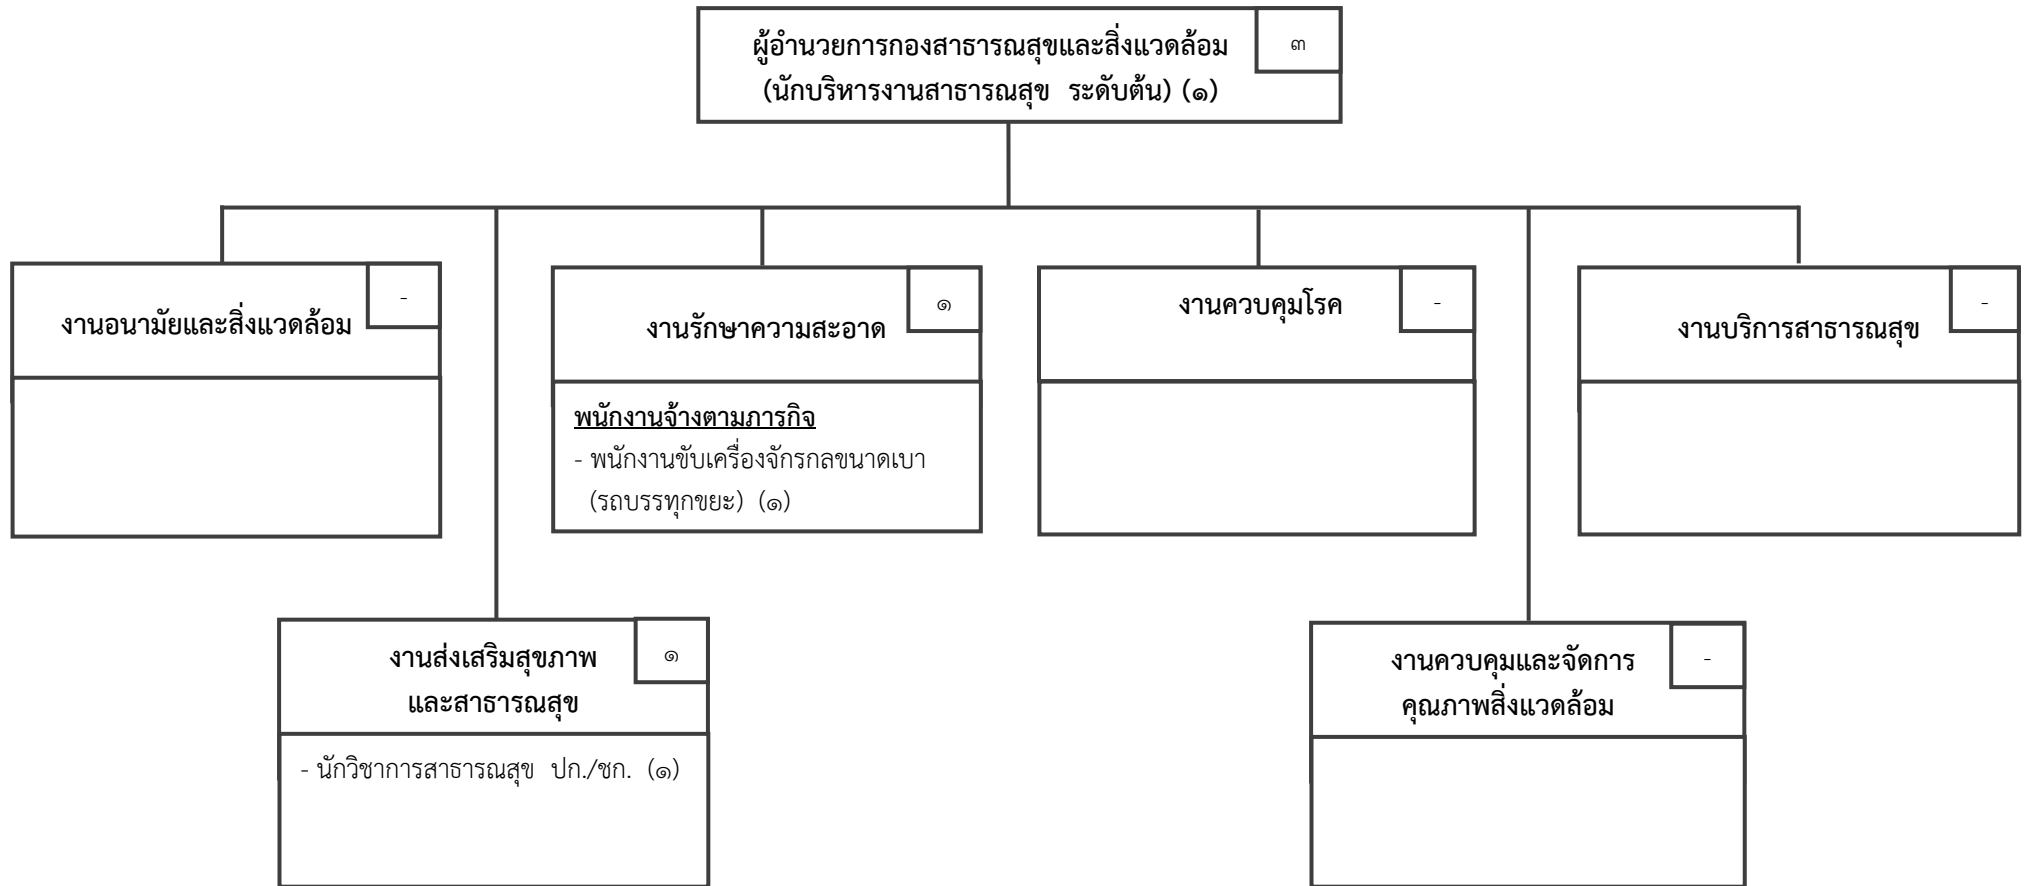 ผู้อำนวยการกองสาธารณสุขและสิ่งแวดล้อม
(นักบริหารงานสาธารณสุข ระดับต้น) (๑)
๓
งานอนามัยและสิ่งแวดล้อม
-
งานรักษาความสะอาด
๑
พนักงานจ้างตามภารกิจ
- พนักงานขับเครื่องจักรกลขนาดเบา
(รถบรรทุกขยะ) (๑)
งานควบคุมโรค
-
งานบริการสาธารณสุข
-
งานส่งเสริมสุขภาพ
และสาธารณสุข
๑
- นักวิชาการสาธารณสุข ปก./ชก. (๑)
งานควบคุมและจัดการ
คุณภาพสิ่งแวดล้อม
-